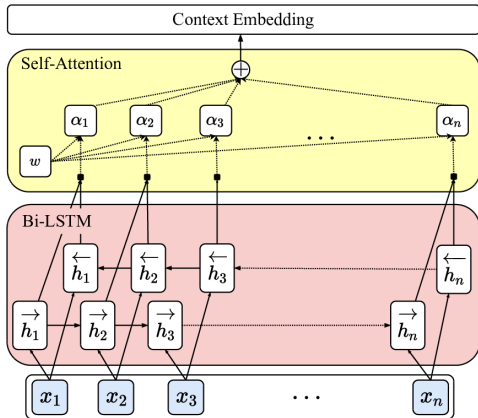 Context Embedding
Self-Attention
+
α₁ α₂ α₃ ... αₙ
w
Bi-LSTM
←h₁ ←h₂ ←h₃ ←hₙ
→h₁ →h₂ →h₃ →hₙ
x₁ x₂ x₃ ... xₙ